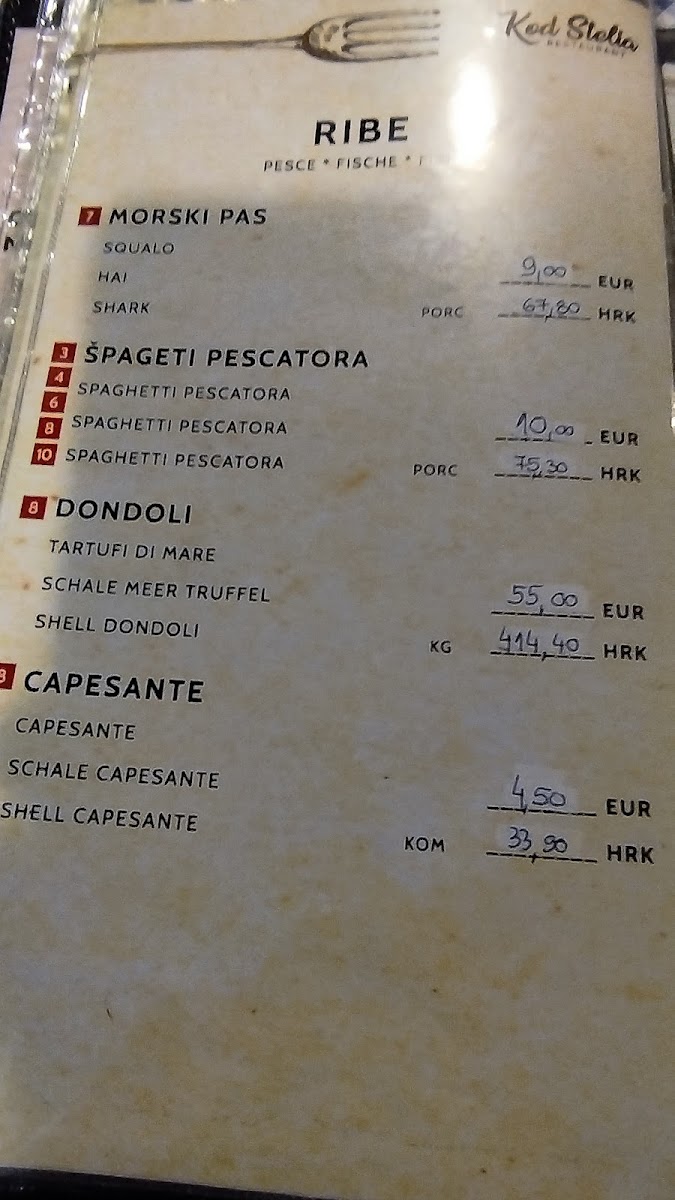 Kod Stelia
RESTAURANT
RIBE
PESCE * FISCHE *
7 MORSKI PAS
SQUALO
HAI
SHARK
PORC
9,00 EUR
67,80 HRK
3 ŠPAGETI PESCATORA
4 SPAGHETTI PESCATORA
6
8 SPAGHETTI PESCATORA
10 SPAGHETTI PESCATORA
PORC
10,00 EUR
75,30 HRK
8 DONDOLI
TARTUFI DI MARE
SCHALE MEER TRUFFEL
SHELL DONDOLI
KG
55,00 EUR
414,40 HRK
8 CAPESANTE
CAPESANTE
SCHALE CAPESANTE
SHELL CAPESANTE
KOM
4,50 EUR
33,90 HRK